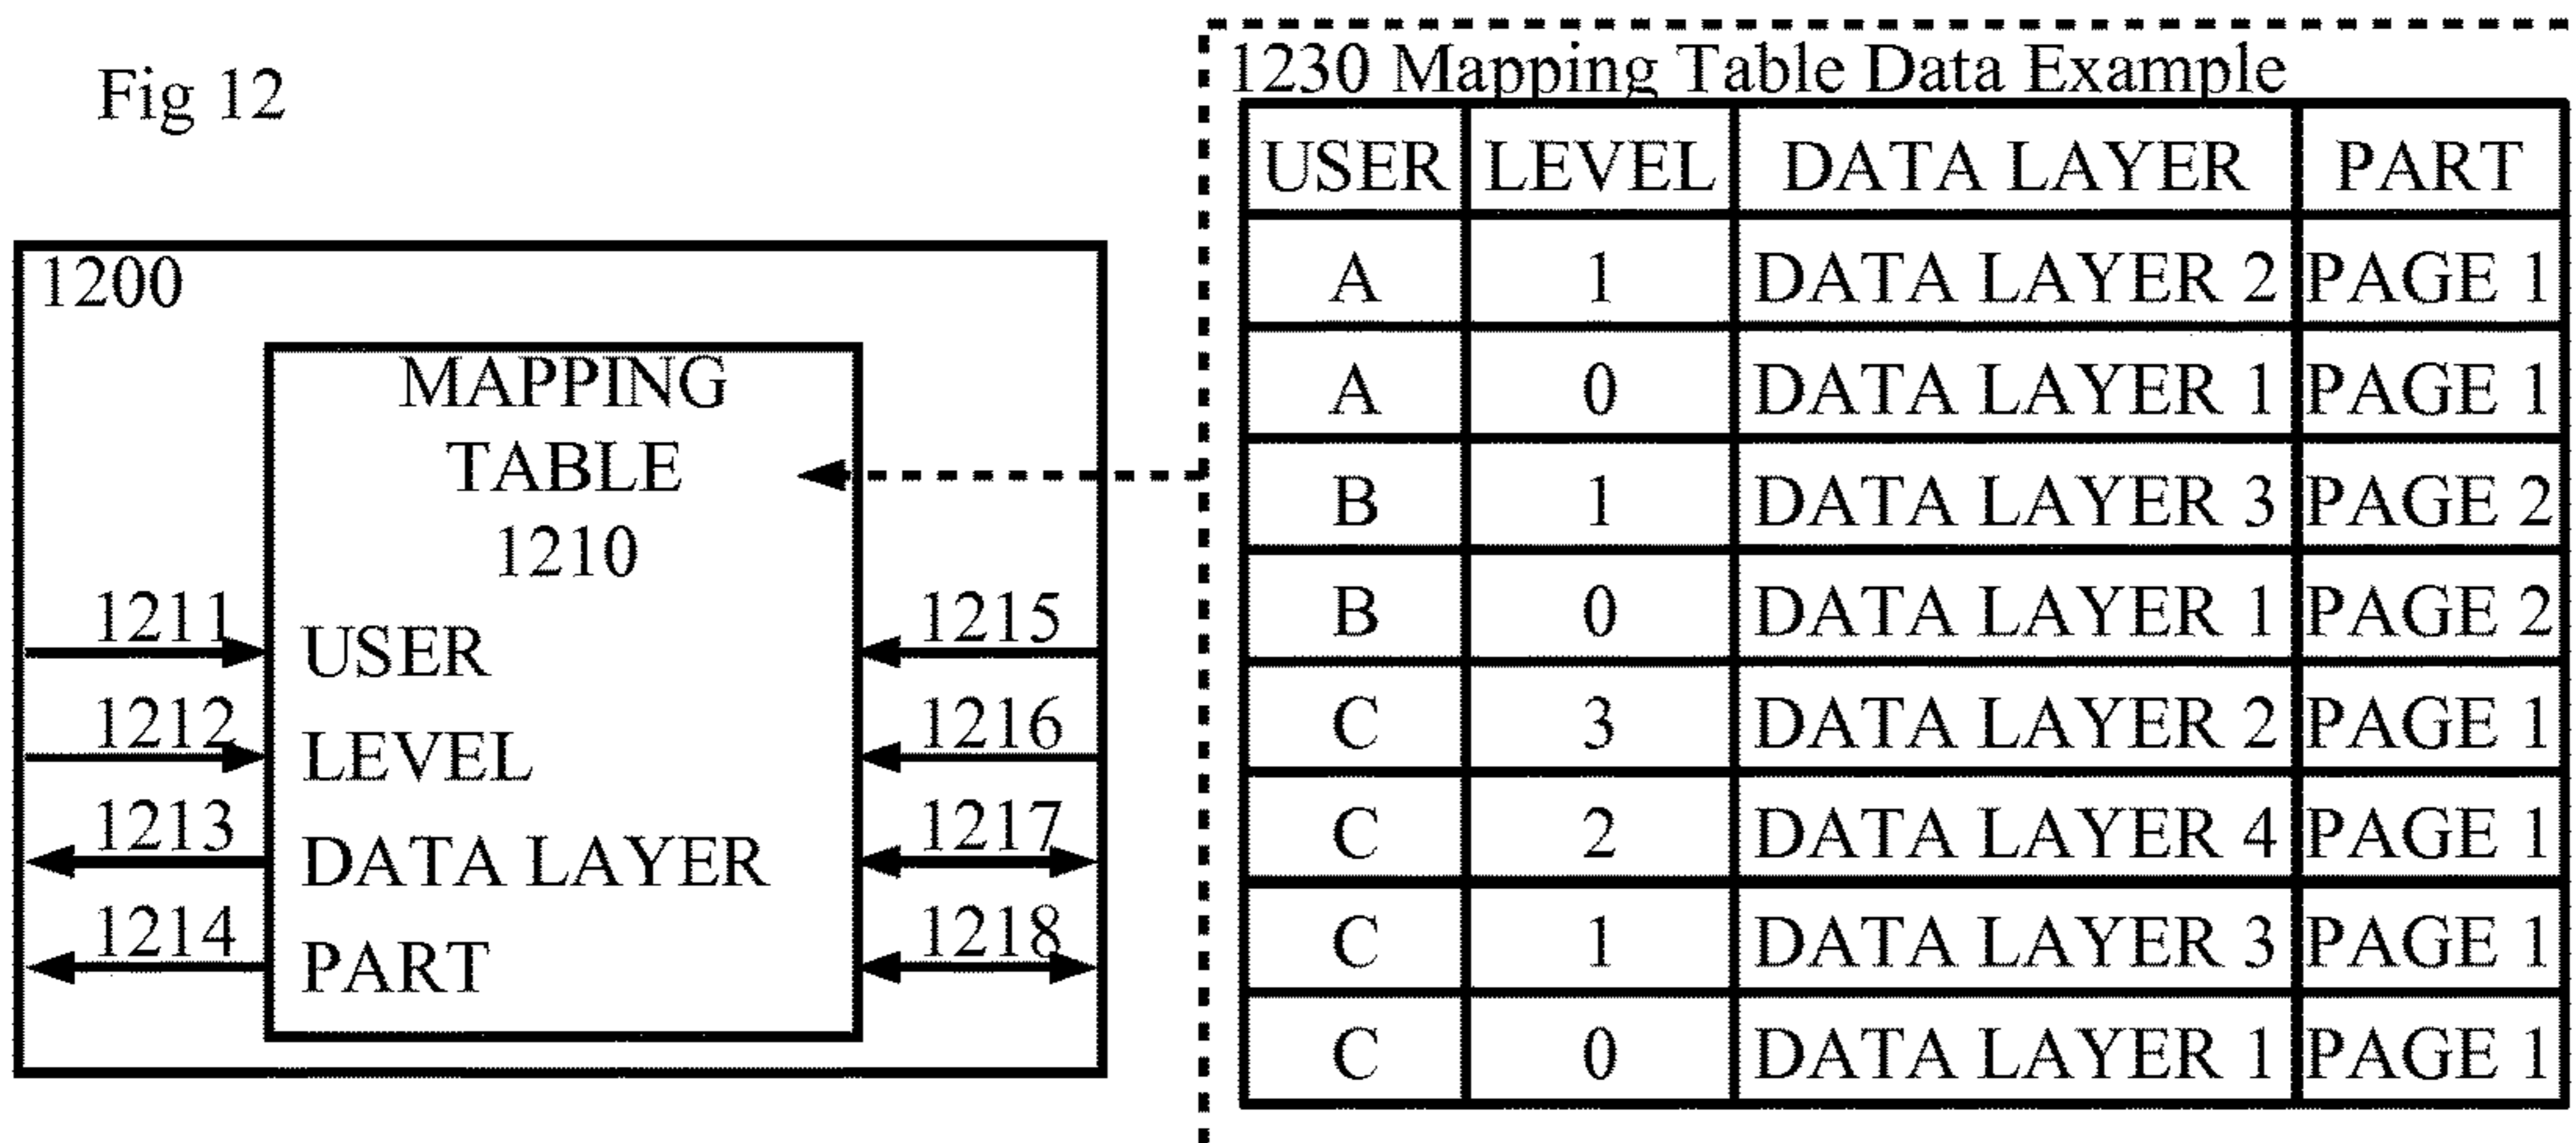 Fig 12
1200
MAPPING
TABLE
1210
1211
USER
1215
1212
LEVEL
1216
1213
DATA LAYER
1217
1214
PART
1218
1230 Mapping Table Data Example
USER LEVEL DATA LAYER PART
A 1 DATA LAYER 2 PAGE 1
A 0 DATA LAYER 1 PAGE 1
B 1 DATA LAYER 3 PAGE 2
B 0 DATA LAYER 1 PAGE 2
C 3 DATA LAYER 2 PAGE 1
C 2 DATA LAYER 4 PAGE 1
C 1 DATA LAYER 3 PAGE 1
C 0 DATA LAYER 1 PAGE 1